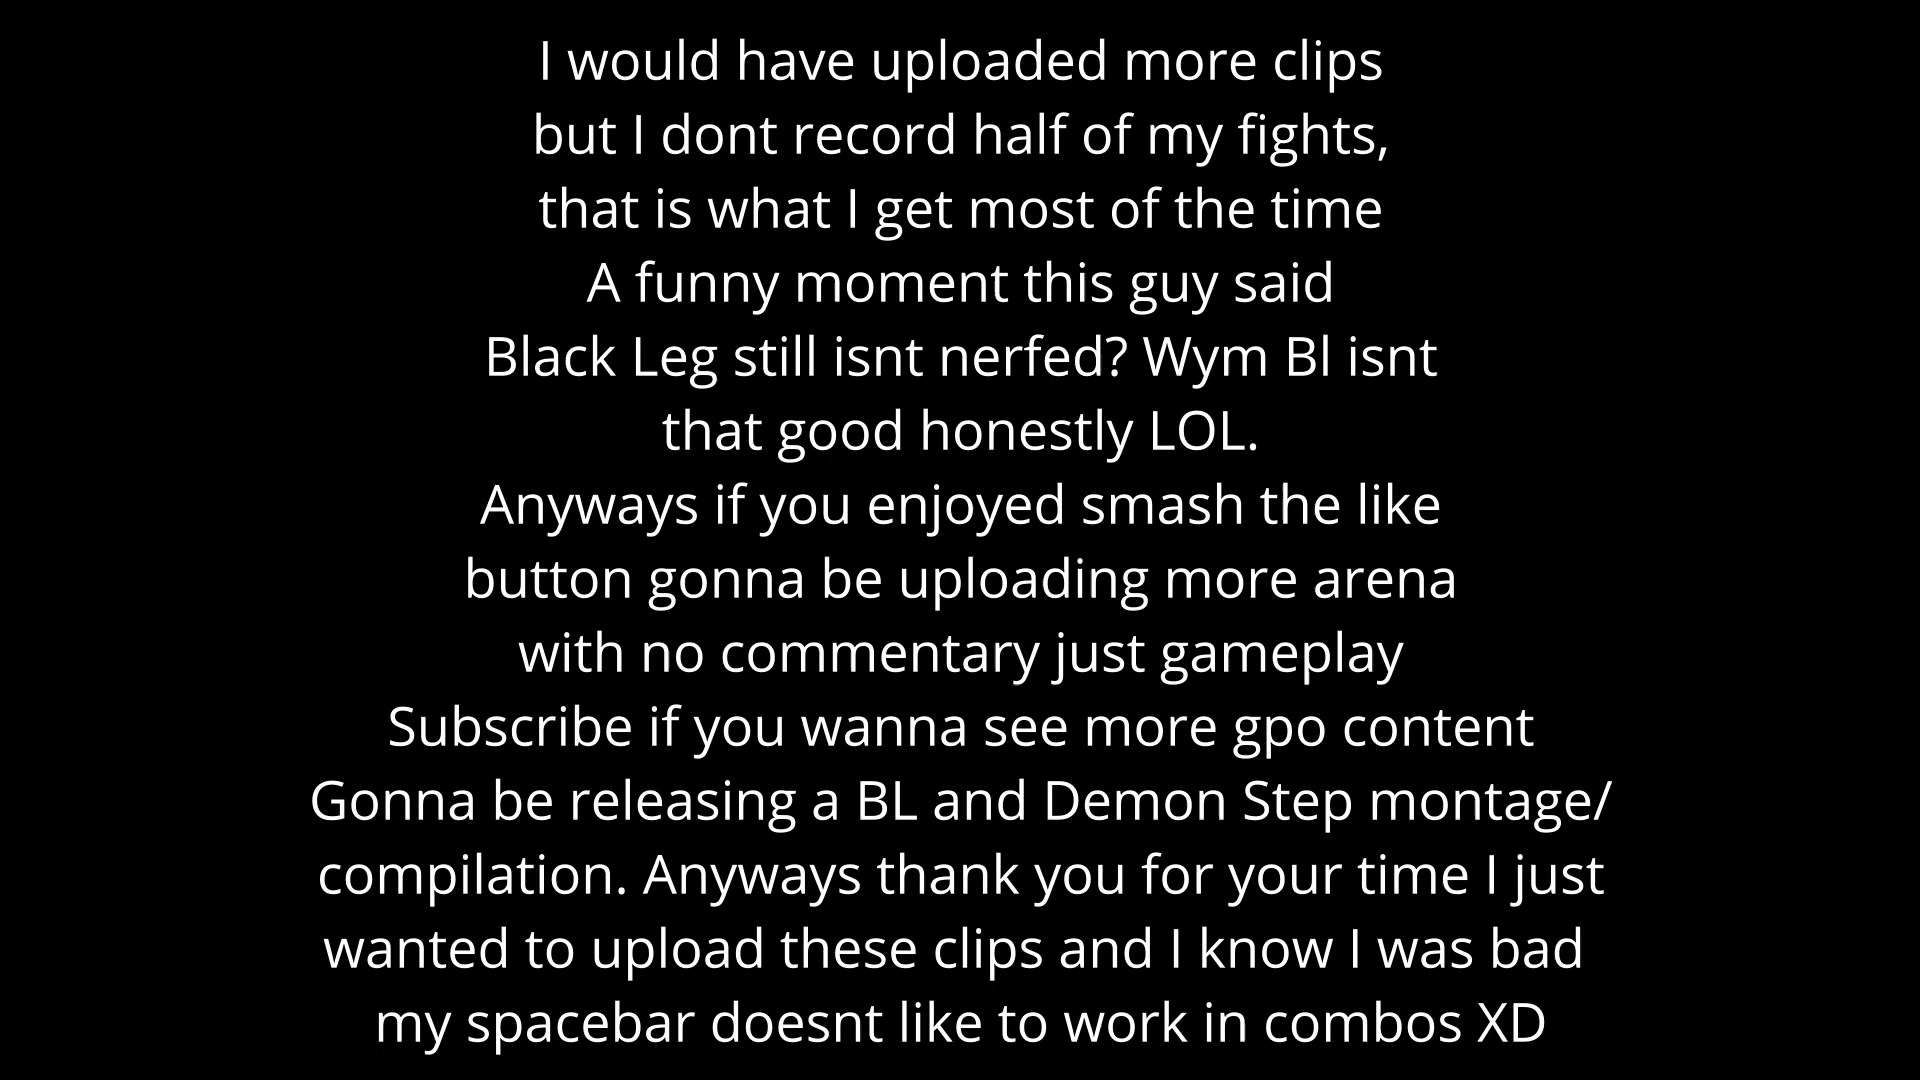 I would have uploaded more clips
but I dont record half of my fights,
that is what I get most of the time
A funny moment this guy said
Black Leg still isnt nerfed? Wym Bl isnt
that good honestly LOL.
Anyways if you enjoyed smash the like
button gonna be uploading more arena
with no commentary just gameplay
Subscribe if you wanna see more gpo content
Gonna be releasing a BL and Demon Step montage/
compilation. Anyways thank you for your time I just
wanted to upload these clips and I know I was bad
my spacebar doesnt like to work in combos XD